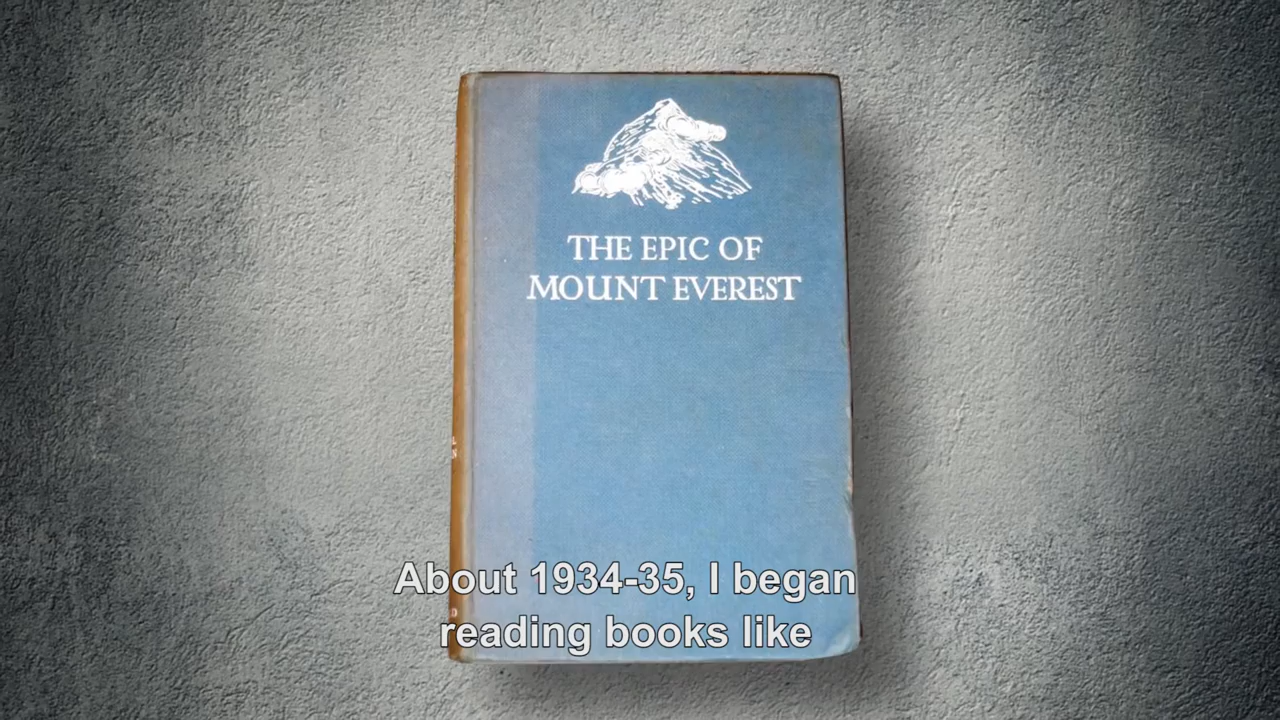 THE EPIC OF
MOUNT EVEREST
About 1934-35, I began
reading books like